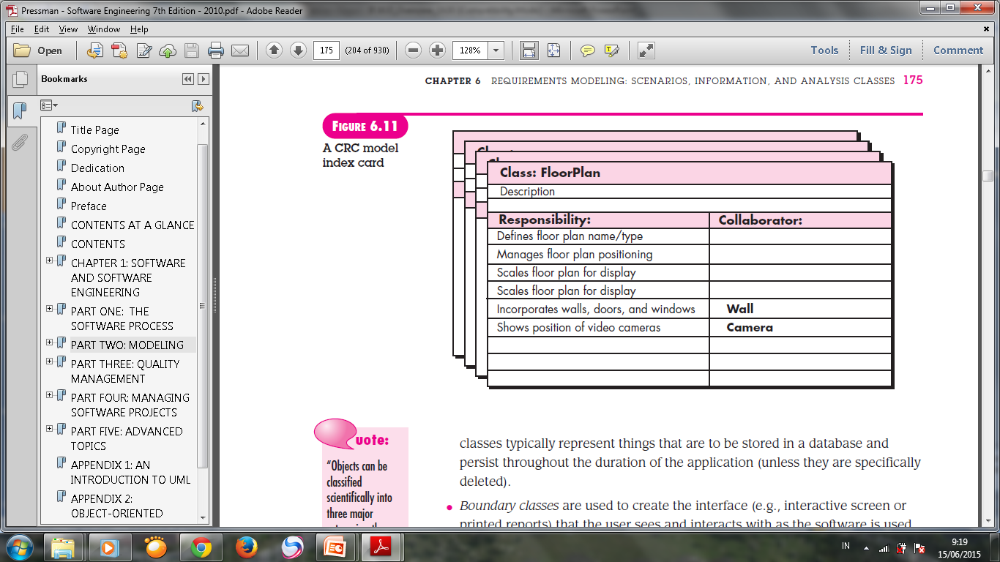 Pressman - Software Engineering 7th Edition - 2010.pdf - Adobe Reader
File Edit View Window Help
Open 175 (204 of 930) 128% Tools Fill & Sign Comment
Bookmarks
Title Page
Copyright Page
Dedication
About Author Page
Preface
CONTENTS AT A GLANCE
CONTENTS
CHAPTER 1: SOFTWARE
AND SOFTWARE
ENGINEERING
PART ONE: THE
SOFTWARE PROCESS
PART TWO: MODELING
PART THREE: QUALITY
MANAGEMENT
PART FOUR: MANAGING
SOFTWARE PROJECTS
PART FIVE: ADVANCED
TOPICS
APPENDIX 1: AN
INTRODUCTION TO UML
APPENDIX 2:
OBJECT-ORIENTED
CHAPTER 6 REQUIREMENTS MODELING: SCENARIOS, INFORMATION, AND ANALYSIS CLASSES 175
FIGURE 6.11
A CRC model
index card
Class: FloorPlan
Description
Responsibility: Collaborator:
Defines floor plan name/type
Manages floor plan positioning
Scales floor plan for display
Scales floor plan for display
Incorporates walls, doors, and windows Wall
Shows position of video cameras Camera
uote:
“Objects can be
classified
scientifically into
three major
classes typically represent things that are to be stored in a database and
persist throughout the duration of the application (unless they are specifically
deleted).
• Boundary classes are used to create the interface (e.g., interactive screen or
printed reports) that the user sees and interacts with as the software is used.
IN 9:19
15/06/2015